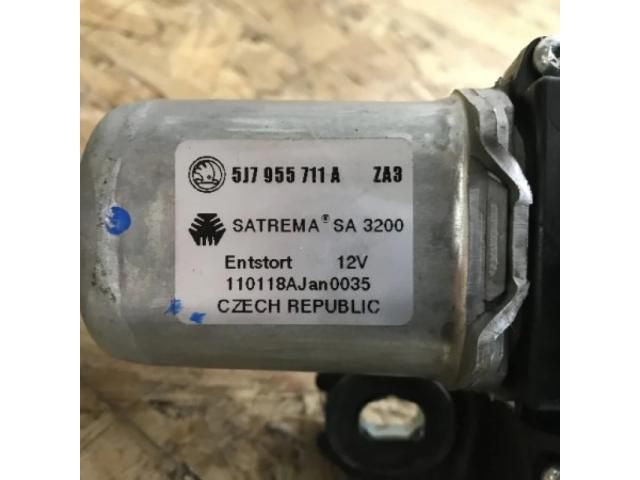 5J7 955 711 A ZA3
SATREMA® SA 3200
Entstort 12V
110118AJan0035
CZECH REPUBLIC